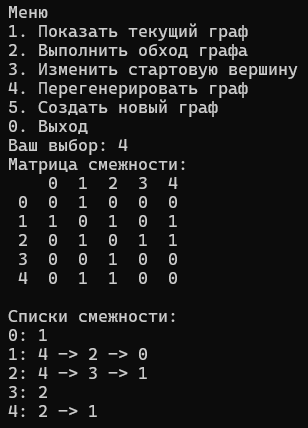 Меню
1. Показать текущий граф
2. Выполнить обход графа
3. Изменить стартовую вершину
4. Перегенерировать граф
5. Создать новый граф
0. Выход
Ваш выбор: 4
Матрица смежности:
    0  1  2  3  4
 0  0  1  0  0  0
 1  1  0  1  0  1
 2  0  1  0  1  1
 3  0  0  1  0  0
 4  0  1  1  0  0

Списки смежности:
0: 1
1: 4 -> 2 -> 0
2: 4 -> 3 -> 1
3: 2
4: 2 -> 1